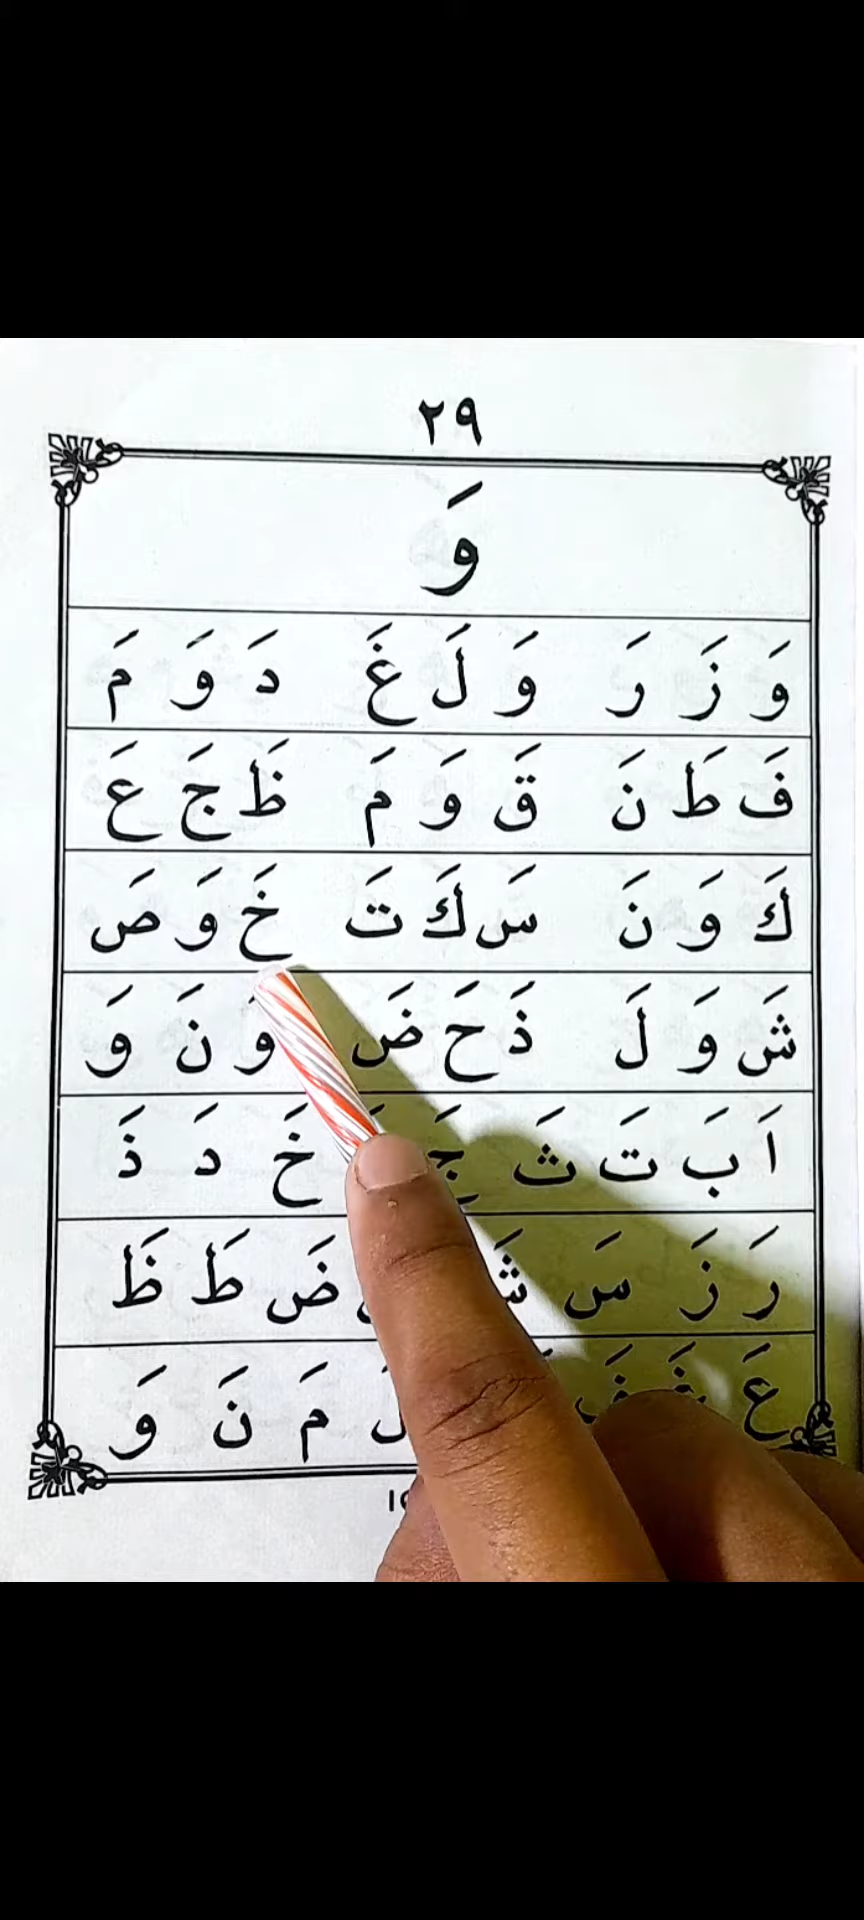 ٢٩
وَ
وَ زَ رَ وَ لَ غَ دَ وَ مَ
فَ طَ نَ قَ وَ مَ ظَ جَ عَ
كَ وَ نَ سَ كَ تَ خَ وَ صَ
شَ وَ لَ ذَ حَ ضَ وَ نَ وَ
اَ بَ تَ ثَ جَ خَ دَ ذَ
رَ زَ سَ شَ ضَ طَ ظَ
عَ غَ فَ لَ مَ نَ وَ